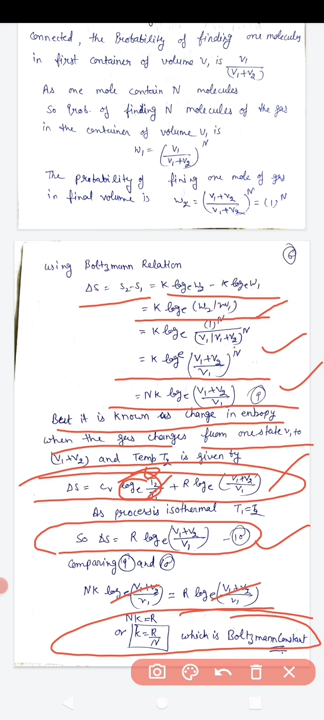 connected, the Probability of finding one molecules
in first container of volume V₁ is V₁/(V₁+V₂)
As one mole contain N molecules
So Prob. of finding N molecules of the gas
in the container of volume V₁ is
W₁ = (V₁/V₁+V₂)^N
The probability of fining one mole of gas
in final volume is W₂ = (V₁+V₂/V₁+V₂)^N = (1)^N
6
using Boltzmann Relation
ΔS = S₂-S₁ = K logₑW₂ - K logₑW₁
= K logₑ (W₂/W₁)
= K logₑ (1)^N/(V₁/V₁+V₂)^N
= K logₑ (V₁+V₂/V₁)^N
= NK logₑ (V₁+V₂/V₁) (9)
But it is known as change in entropy
when the gas changes from one state V₁ to
(V₁+V₂) and Temp T₂ is given by
ΔS = Cᵥ logₑ T₂/T₁ + R logₑ (V₁+V₂/V₁)
As process is isothermal T₁=T₂
So ΔS = R logₑ (V₁+V₂/V₁) - (10)
Comparing (9) and (10)
NK logₑ (V₁+V₂/V₁) = R logₑ (V₁+V₂/V₁)
NK=R
or K=R/N which is Boltzmann Constant